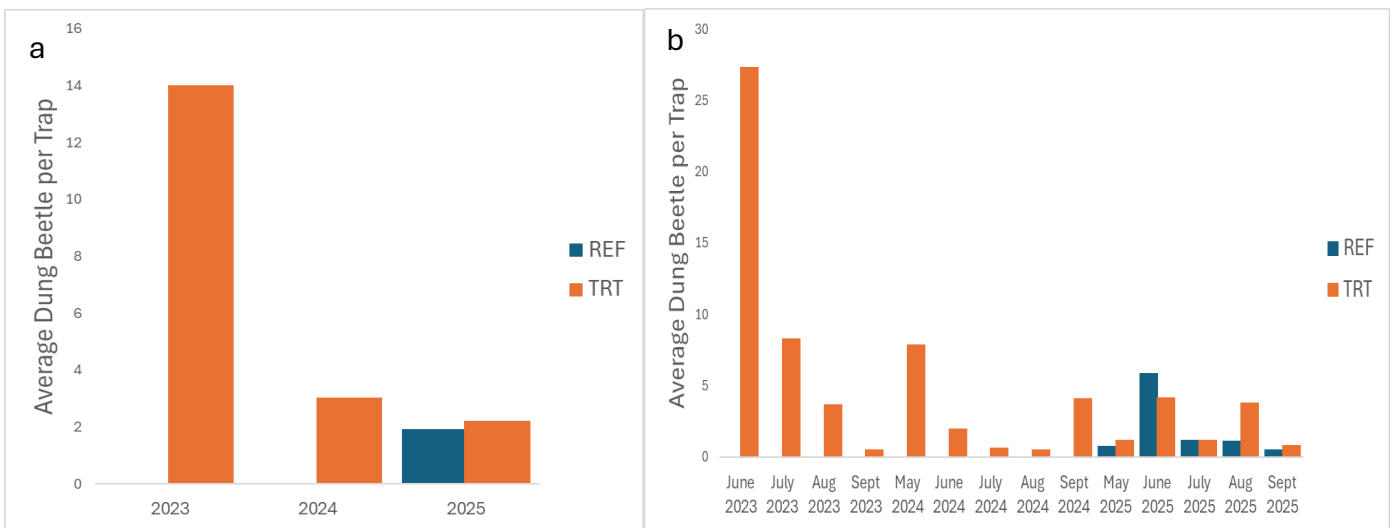 a
Average Dung Beetle per Trap
16
14
12
10
8
6
4
2
0
2023 2024 2025
REF
TRT
b
Average Dung Beetle per Trap
30
25
20
15
10
5
0
June July Aug Sept May June July Aug Sept May June July Aug Sept
2023 2023 2023 2023 2024 2024 2024 2024 2024 2025 2025 2025 2025 2025
REF
TRT